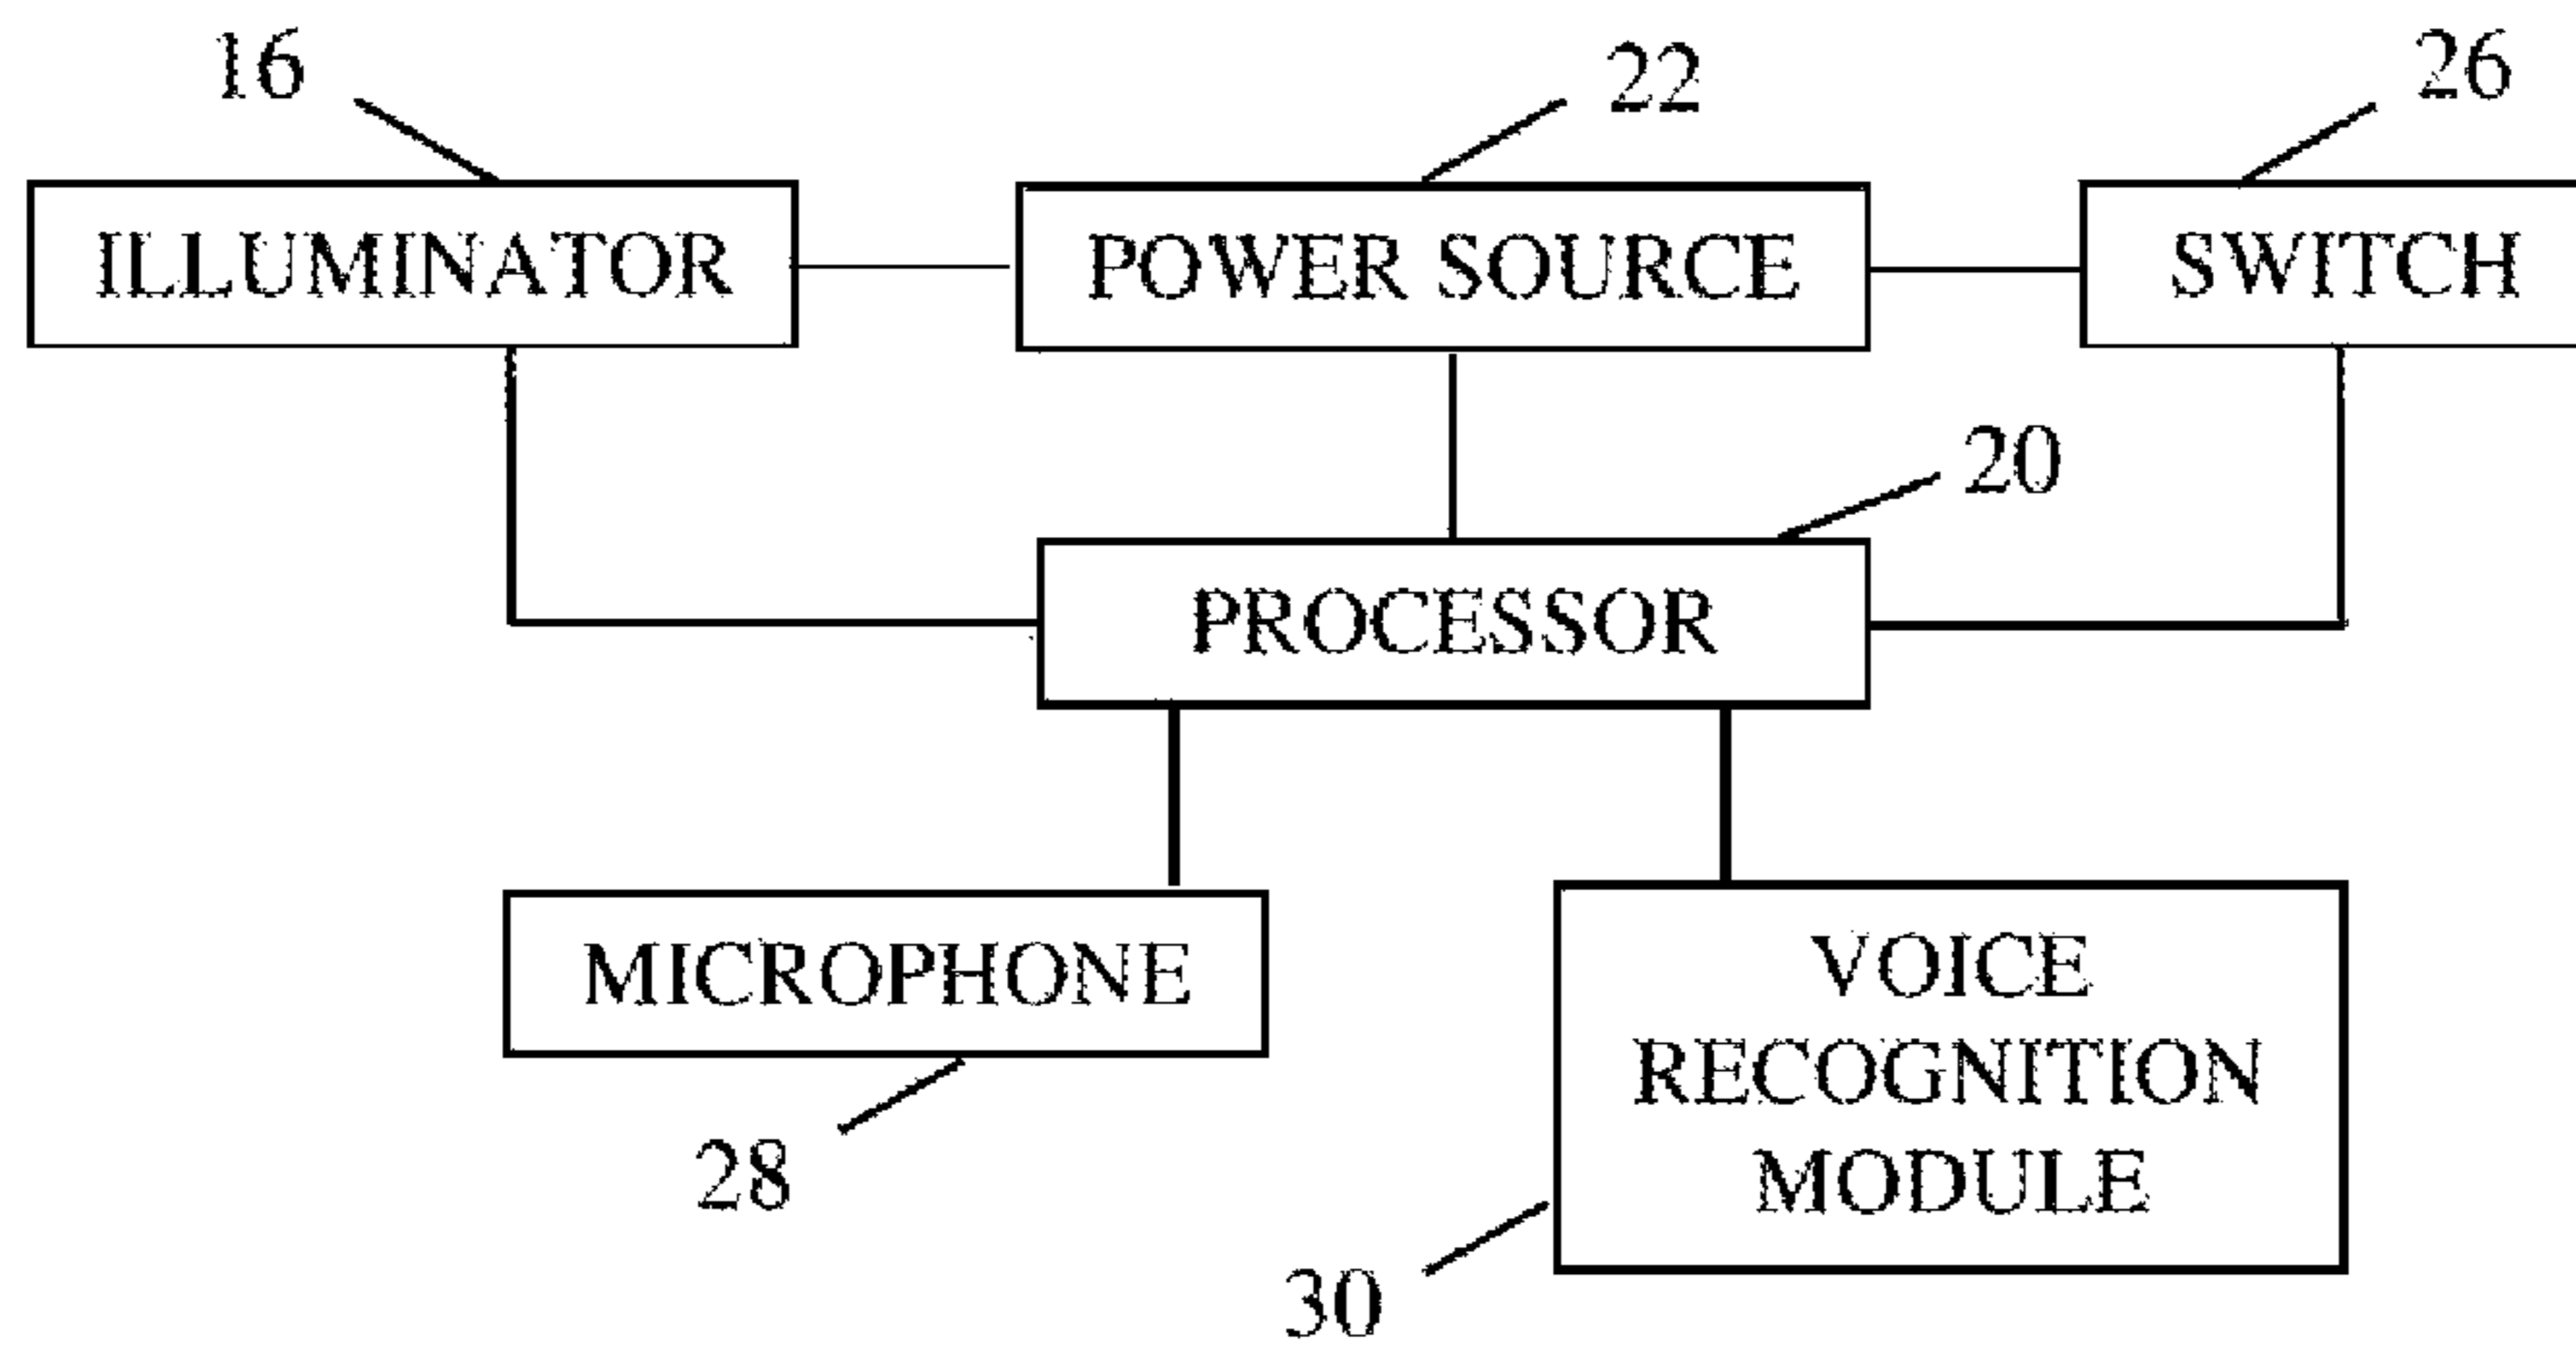 16
22
26
ILLUMINATOR
POWER SOURCE
SWITCH
20
PROCESSOR
MICROPHONE
28
VOICE
RECOGNITION
MODULE
30